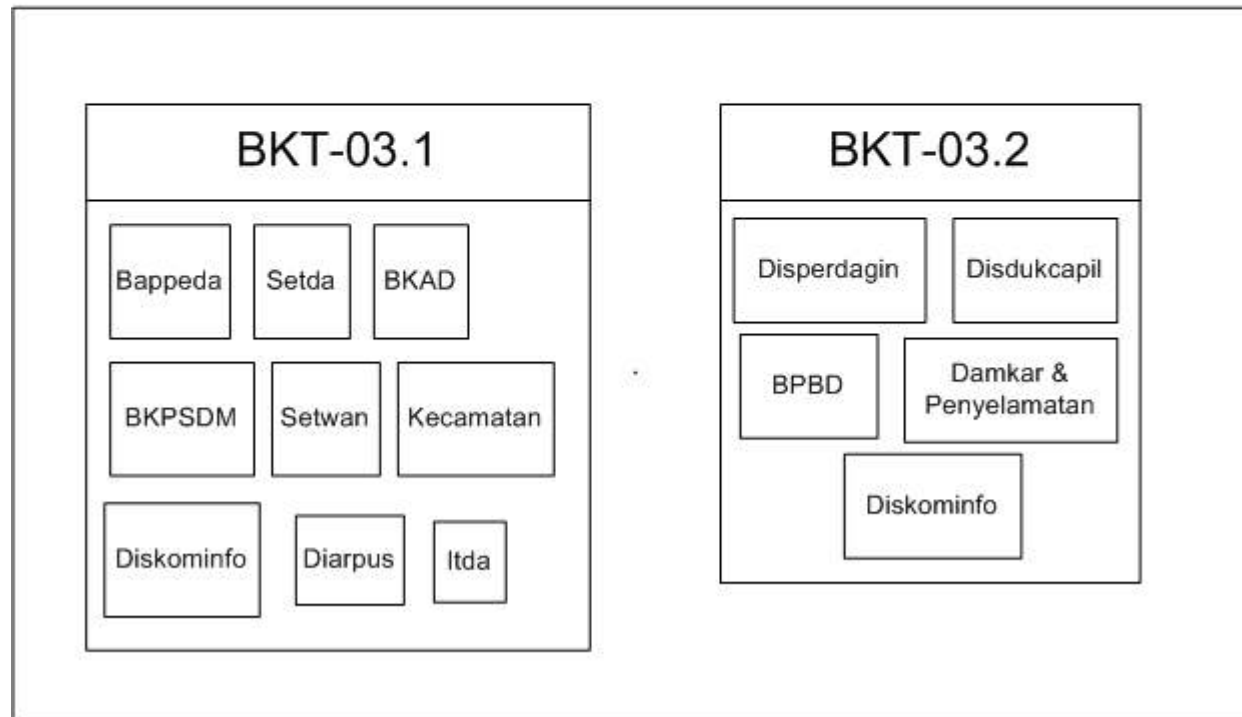 BKT-03.1
Bappeda
Setda
BKAD
BKPSDM
Setwan
Kecamatan
Diskominfo
Diarpus
Itda
BKT-03.2
Disperdagin
Disdukcapil
BPBD
Damkar &
Penyelamatan
Diskominfo